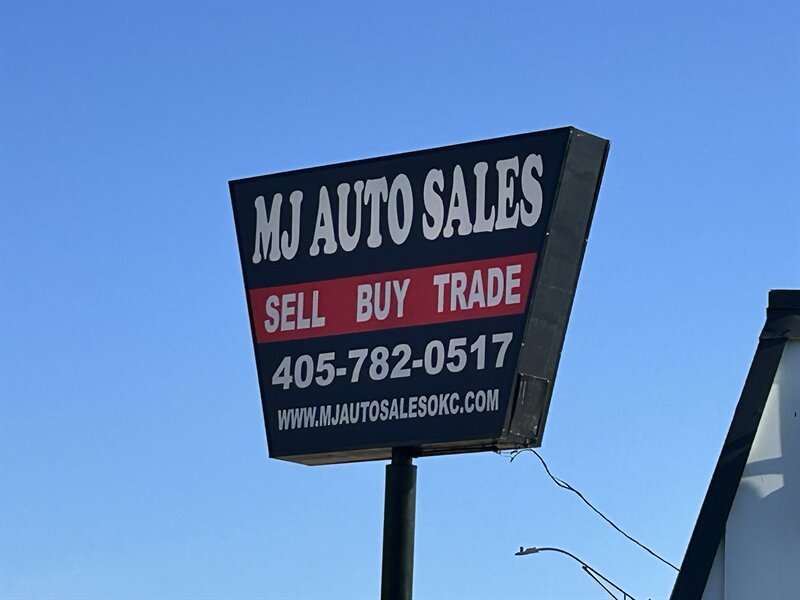 MJ AUTO SALES
SELL BUY TRADE
405-782-0517
WWW.MJAUTOSALESOKC.COM